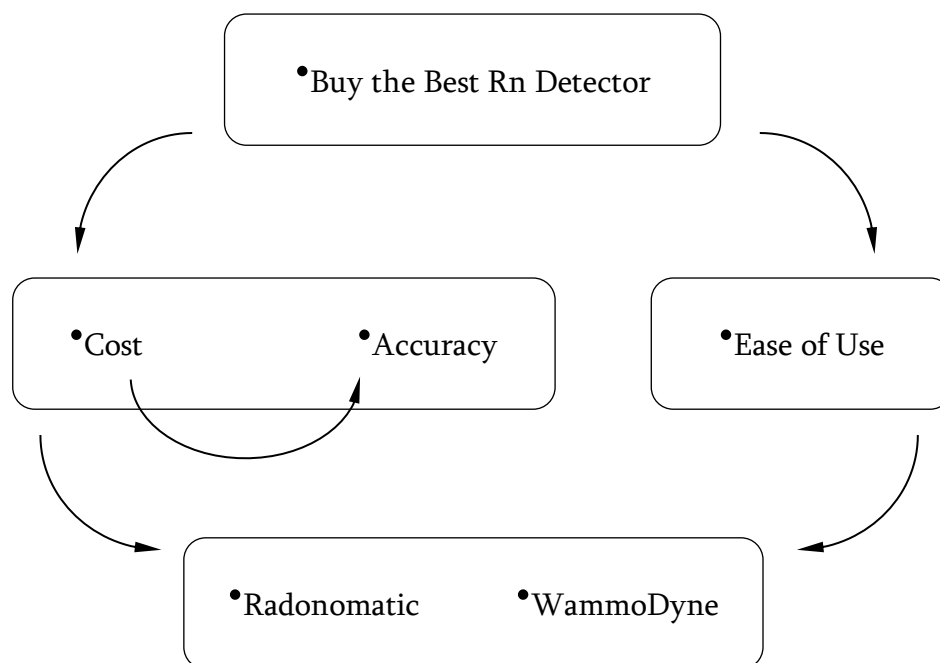 •Buy the Best Rn Detector
•Cost •Accuracy •Ease of Use
•Radonomatic •WammoDyne